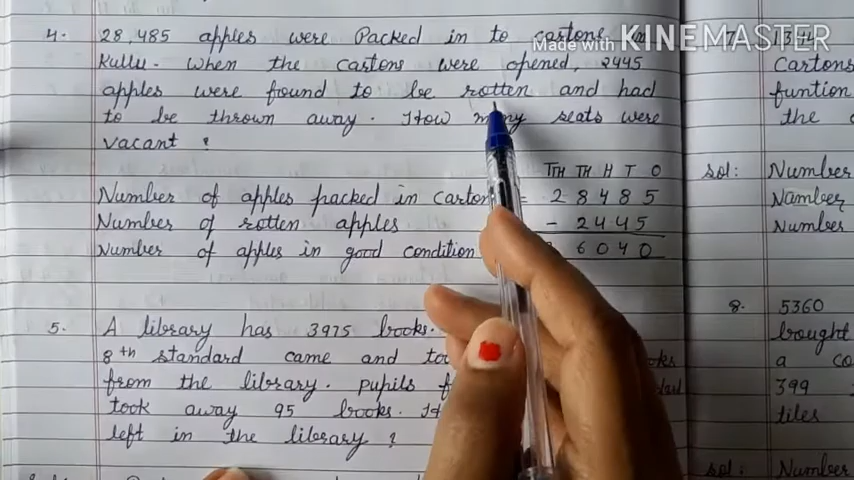 4. 28,485 apples were Packed in to cartons in
Kullu. When the cartons were opened, 2445
apples were found to be rotten and had
to be thrown away. How many seats were
vacant ?
TTH TH H T O
Number of apples packed in carton = 2 8 4 8 5
Number of rotten apples - 2 4 4 5
Number of apples in good condition 6 0 4 0
5. A library has 3975 books.
8th standard came and
from the library. pupils
took away 95 books.
left in the library ?
7.
Cartons
funtion
the
sol: Number
Number
Number
8. 5360
bought
a
399
tiles
sol: Number
Made with KINEMASTER